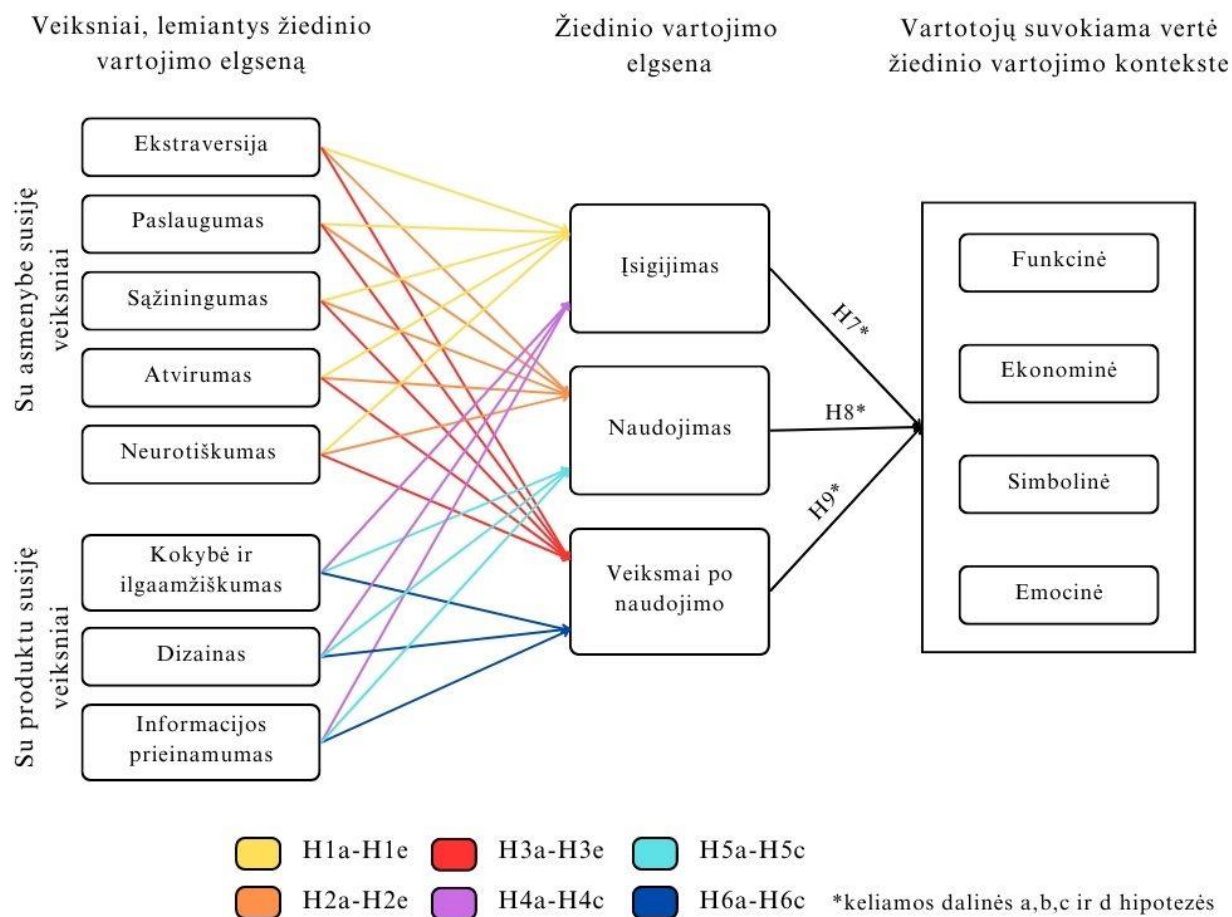 Veiksniai, lemiantys žiedinio
vartojimo elgseną
Žiedinio vartojimo
elgsena
Vartotojų suvokiama vertė
žiedinio vartojimo kontekste
Su asmenybe susiję
veiksniai
Ekstraversija
Paslaugumas
Sąžiningumas
Atvirumas
Neurotiškumas
Su produktu susiję
veiksniai
Kokybė ir
ilgaamžiškumas
Dizainas
Informacijos
prieinamumas
Įsigijimas
Naudojimas
Veiksmai po
naudojimo
H7*
H8*
H9*
Funkcinė
Ekonominė
Simbolinė
Emocinė
H1a-H1e
H3a-H3e
H5a-H5c
H2a-H2e
H4a-H4c
H6a-H6c
*keliamos dalinės a,b,c ir d hipotezės